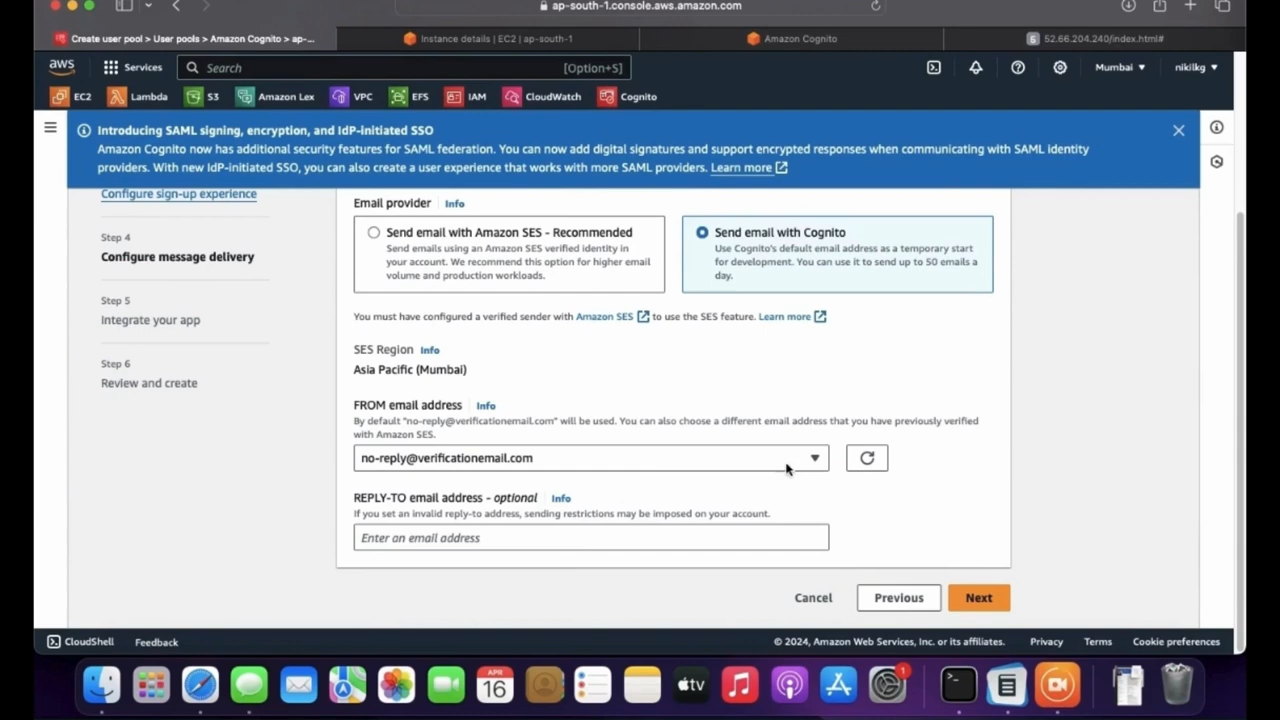 ap-south-1.console.aws.amazon.com
Create user pool > User pools > Amazon Cognito > ap-...
Instance details | EC2 | ap-south-1
Amazon Cognito
52.66.204.240/index.html#
aws
Services
Search
[Option+S]
Mumbai
nikilkg
EC2
Lambda
S3
Amazon Lex
VPC
EFS
IAM
CloudWatch
Cognito
Introducing SAML signing, encryption, and IdP-initiated SSO
Amazon Cognito now has additional security features for SAML federation. You can now add digital signatures and support encrypted responses when communicating with SAML identity
providers. With new IdP-initiated SSO, you can also create a user experience that works with more SAML providers. Learn more
Configure sign-up experience
Step 4
Configure message delivery
Step 5
Integrate your app
Step 6
Review and create
Email provider Info
Send email with Amazon SES - Recommended
Send emails using an Amazon SES verified identity in
your account. We recommend this option for higher email
volume and production workloads.
Send email with Cognito
Use Cognito's default email address as a temporary start
for development. You can use it to send up to 50 emails a
day.
You must have configured a verified sender with Amazon SES to use the SES feature. Learn more
SES Region Info
Asia Pacific (Mumbai)
FROM email address Info
By default "no-reply@verificationemail.com" will be used. You can also choose a different email address that you have previously verified
with Amazon SES.
no-reply@verificationemail.com
REPLY-TO email address - optional Info
If you set an invalid reply-to address, sending restrictions may be imposed on your account.
Enter an email address
Cancel
Previous
Next
CloudShell
Feedback
© 2024, Amazon Web Services, Inc. or its affiliates.
Privacy
Terms
Cookie preferences
APR
16
tv
1